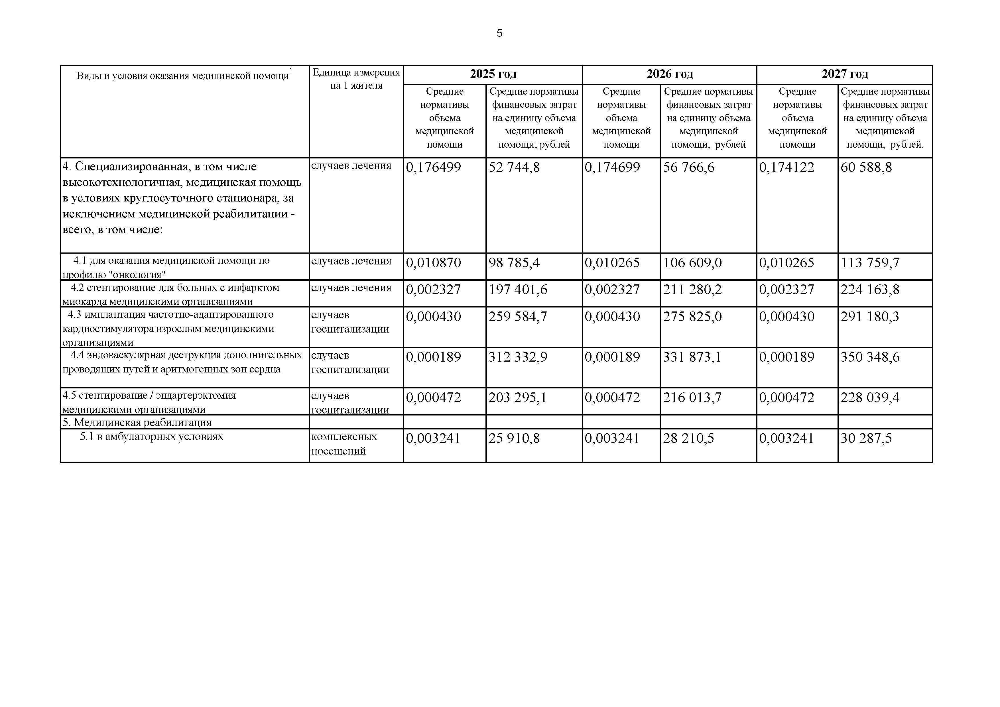 5
Виды и условия оказания медицинской помощи1
Единица измерения
на 1 жителя
2025 год
2026 год
2027 год
Средние
нормативы
объема
медицинской
помощи
Средние нормативы
финансовых затрат
на единицу объема
медицинской
помощи, рублей
Средние
нормативы
объема
медицинской
помощи
Средние нормативы
финансовых затрат
на единицу объема
медицинской
помощи, рублей
Средние
нормативы
объема
медицинской
помощи
Средние нормативы
финансовых затрат
на единицу объема
медицинской
помощи, рублей.
4. Специализированная, в том числе
высокотехнологичная, медицинская помощь
в условиях круглосуточного стационара, за
исключением медицинской реабилитации -
всего, в том числе:
случаев лечения
0,176499
52 744,8
0,174699
56 766,6
0,174122
60 588,8
4.1 для оказания медицинской помощи по
профилю "онкология"
случаев лечения
0,010870
98 785,4
0,010265
106 609,0
0,010265
113 759,7
4.2 стентирование для больных с инфарктом
миокарда медицинскими организациями
случаев лечения
0,002327
197 401,6
0,002327
211 280,2
0,002327
224 163,8
4.3 имплантация частотно-адаптированного
кардиостимулятора взрослым медицинскими
организациями
случаев
госпитализации
0,000430
259 584,7
0,000430
275 825,0
0,000430
291 180,3
4.4 эндоваскулярная деструкция дополнительных
проводящих путей и аритмогенных зон сердца
случаев
госпитализации
0,000189
312 332,9
0,000189
331 873,1
0,000189
350 348,6
4.5 стентирование / эндартерэктомия
медицинскими организациями
случаев
госпитализации
0,000472
203 295,1
0,000472
216 013,7
0,000472
228 039,4
5. Медицинская реабилитация
5.1 в амбулаторных условиях
комплексных
посещений
0,003241
25 910,8
0,003241
28 210,5
0,003241
30 287,5